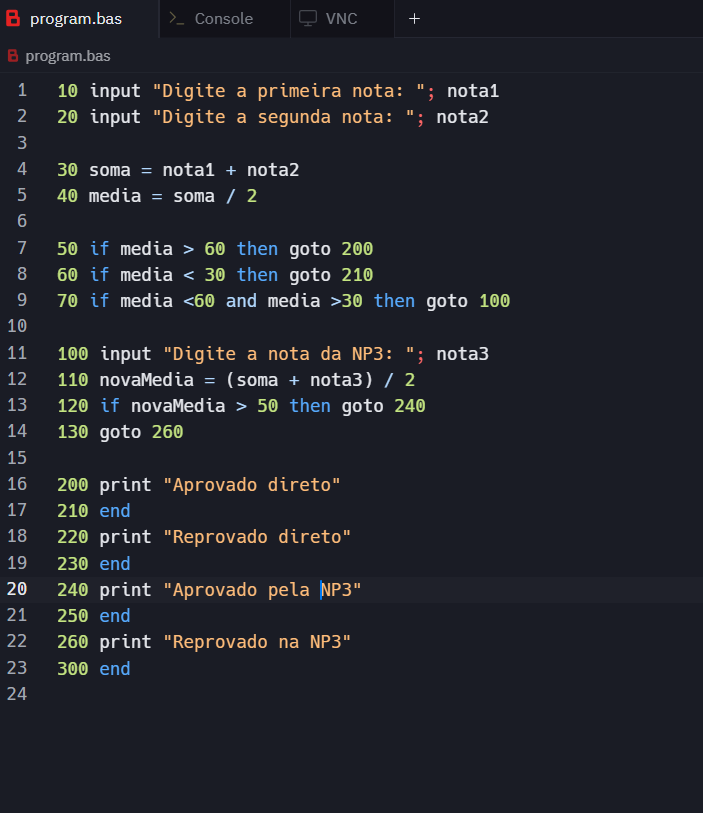 program.bas
Console
VNC
+
program.bas
1 10 input "Digite a primeira nota: "; nota1
2 20 input "Digite a segunda nota: "; nota2
3
4 30 soma = nota1 + nota2
5 40 media = soma / 2
6
7 50 if media > 60 then goto 200
8 60 if media < 30 then goto 210
9 70 if media <60 and media >30 then goto 100
10
11 100 input "Digite a nota da NP3: "; nota3
12 110 novaMedia = (soma + nota3) / 2
13 120 if novaMedia > 50 then goto 240
14 130 goto 260
15
16 200 print "Aprovado direto"
17 210 end
18 220 print "Reprovado direto"
19 230 end
20 240 print "Aprovado pela NP3"
21 250 end
22 260 print "Reprovado na NP3"
23 300 end
24